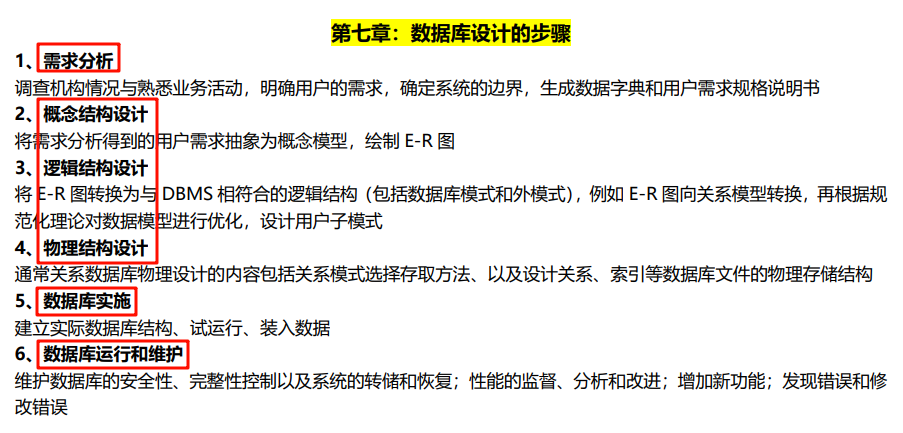 第七章：数据库设计的步骤
1、需求分析
调查机构情况与熟悉业务活动，明确用户的需求，确定系统的边界，生成数据字典和用户需求规格说明书
2、概念结构设计
将需求分析得到的用户需求抽象为概念模型，绘制 E-R 图
3、逻辑结构设计
将 E-R 图转换为与 DBMS 相符合的逻辑结构（包括数据库模式和外模式），例如 E-R 图向关系模型转换，再根据规
范化理论对数据模型进行优化，设计用户子模式
4、物理结构设计
通常关系数据库物理设计的内容包括关系模式选择存取方法、以及设计关系、索引等数据库文件的物理存储结构
5、数据库实施
建立实际数据库结构、试运行、装入数据
6、数据库运行和维护
维护数据库的安全性、完整性控制以及系统的转储和恢复；性能的监督、分析和改进；增加新功能；发现错误和修
改错误